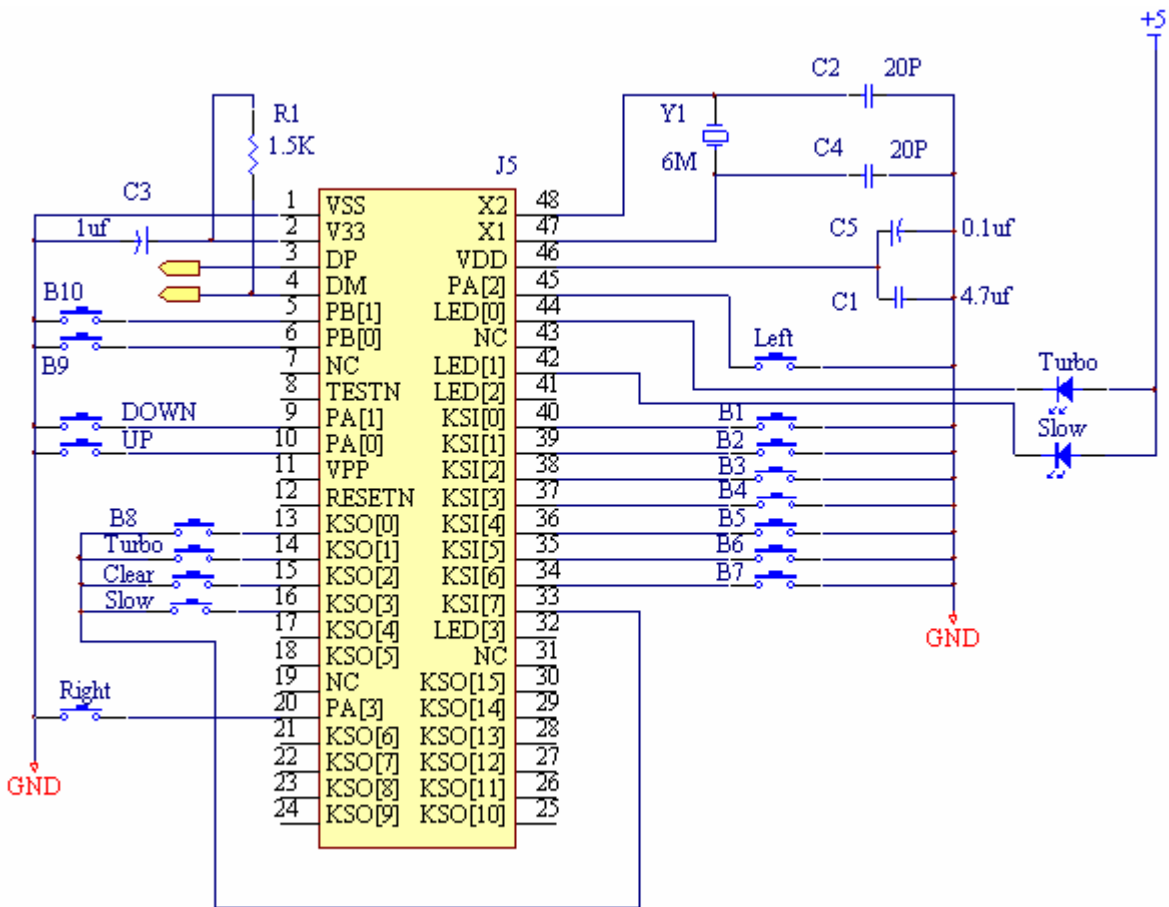 +5
C2 20P
R1
1.5K
Y1
6M
C4 20P
J5
C3
1uf
C5 0.1uf
C1 4.7uf
1 VSS X2 48
2 V33 X1 47
3 DP VDD 46
4 DM PA[2] 45
5 PB[1] LED[0] 44
6 PB[0] NC 43
7 NC LED[1] 42
8 TESTN LED[2] 41
9 PA[1] KSI[0] 40
10 PA[0] KSI[1] 39
11 VPP KSI[2] 38
12 RESETN KSI[3] 37
13 KSO[0] KSI[4] 36
14 KSO[1] KSI[5] 35
15 KSO[2] KSI[6] 34
16 KSO[3] KSI[7] 33
17 KSO[4] LED[3] 32
18 KSO[5] NC 31
19 NC KSO[15] 30
20 PA[3] KSO[14] 29
21 KSO[6] KSO[13] 28
22 KSO[7] KSO[12] 27
23 KSO[8] KSO[11] 26
24 KSO[9] KSO[10] 25
B10
B9
DOWN
UP
B8
Turbo
Clear
Slow
Right
GND
Left
B1
B2
B3
B4
B5
B6
B7
Turbo
Slow
GND